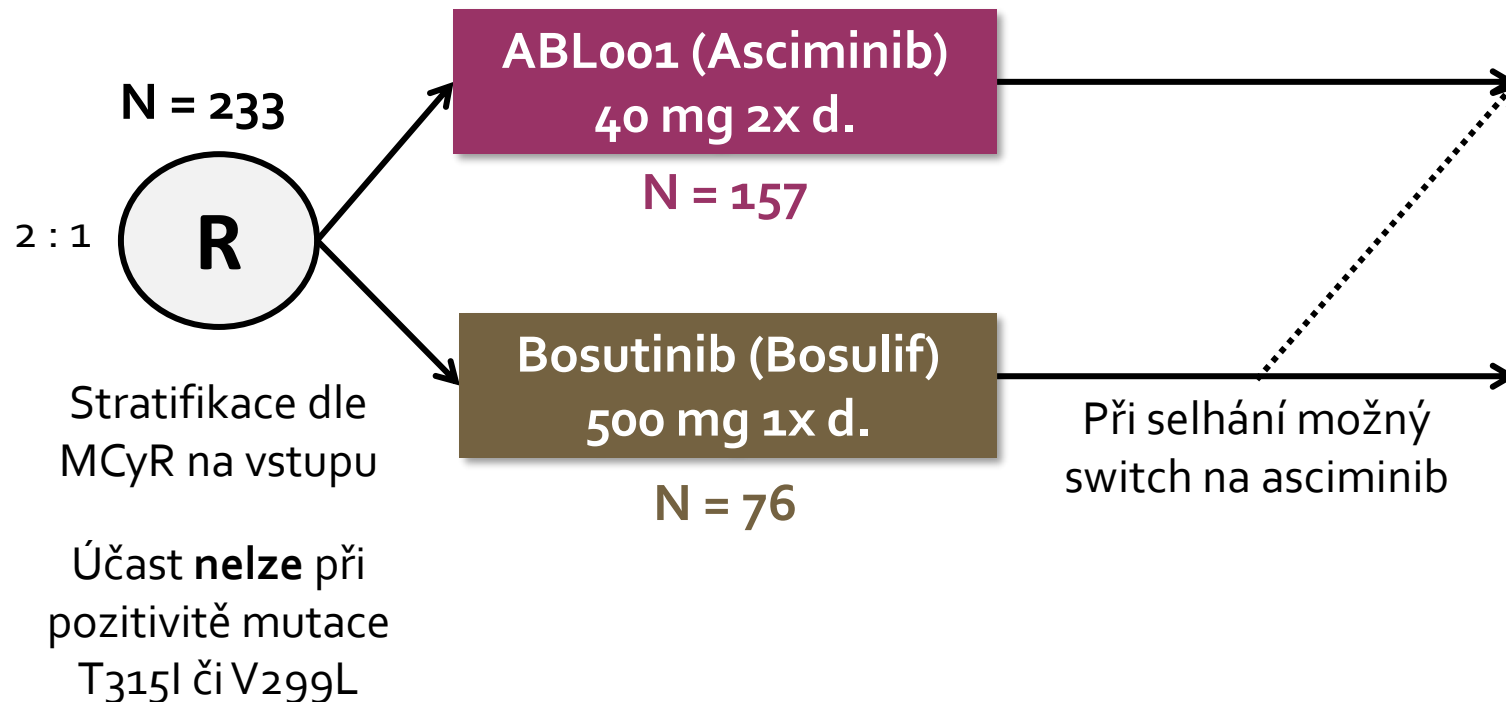 N = 233
2 : 1
R
Stratifikace dle
MCyR na vstupu
Účast nelze při
pozitivitě mutace
T315I či V299L
ABL001 (Asciminib)
40 mg 2x d.
N = 157
Bosutinib (Bosulif)
500 mg 1x d.
N = 76
Při selhání možný
switch na asciminib